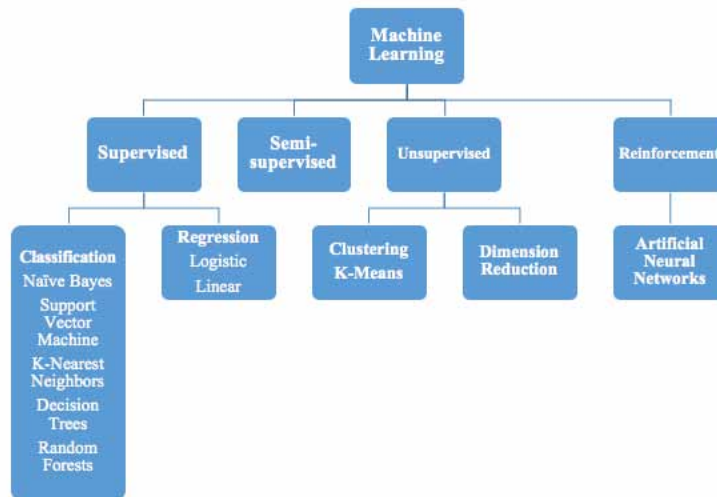 Machine
Learning
Supervised
Semi-
supervised
Unsupervised
Reinforcement
Classification
Naïve Bayes
Support
Vector
Machine
K-Nearest
Neighbors
Decision
Trees
Random
Forests
Regression
Logistic
Linear
Clustering
K-Means
Dimension
Reduction
Artificial
Neural
Networks